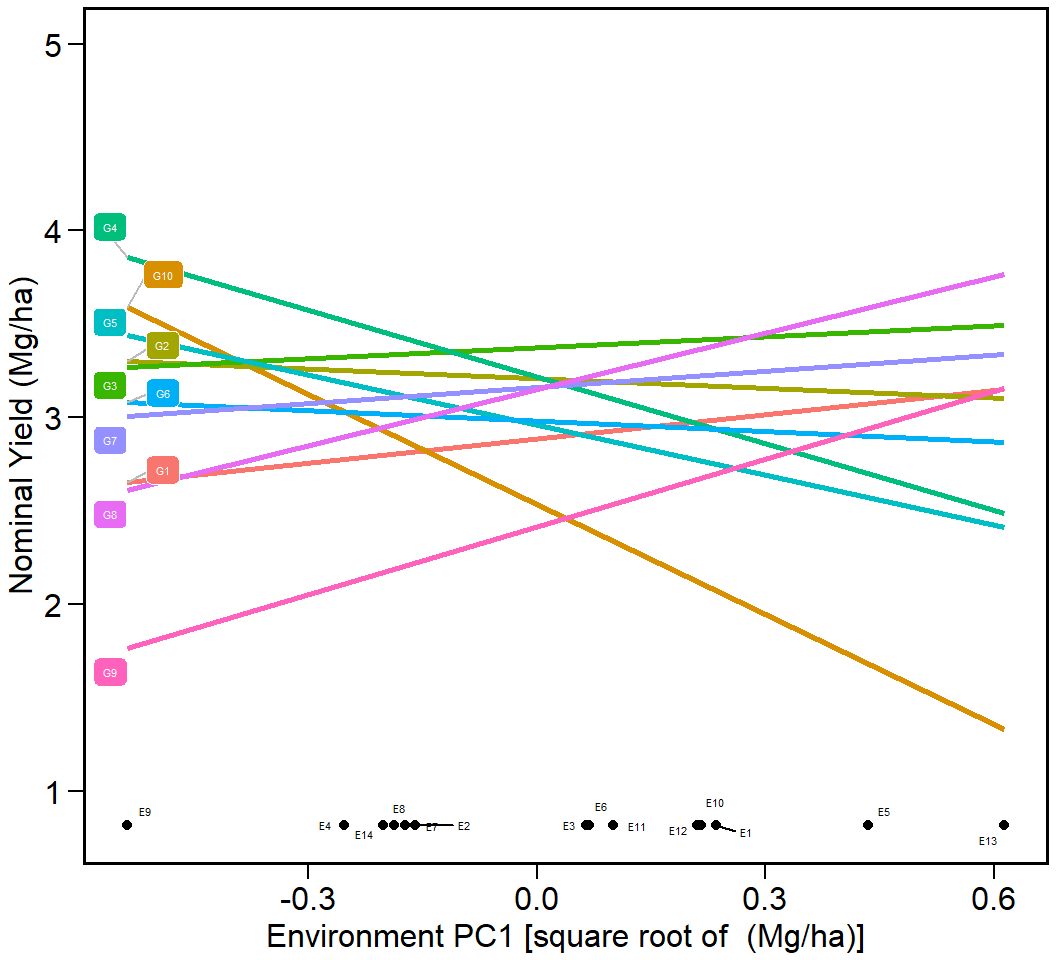 5
4
3
2
1
Nominal Yield (Mg/ha)
G4
G10
G5
G2
G3
G6
G7
G1
G8
G9
E9
E4
E14
E8
E7
E2
E3
E6
E11
E12
E10
E1
E5
E13
-0.3
0.0
0.3
0.6
Environment PC1 [square root of  (Mg/ha)]